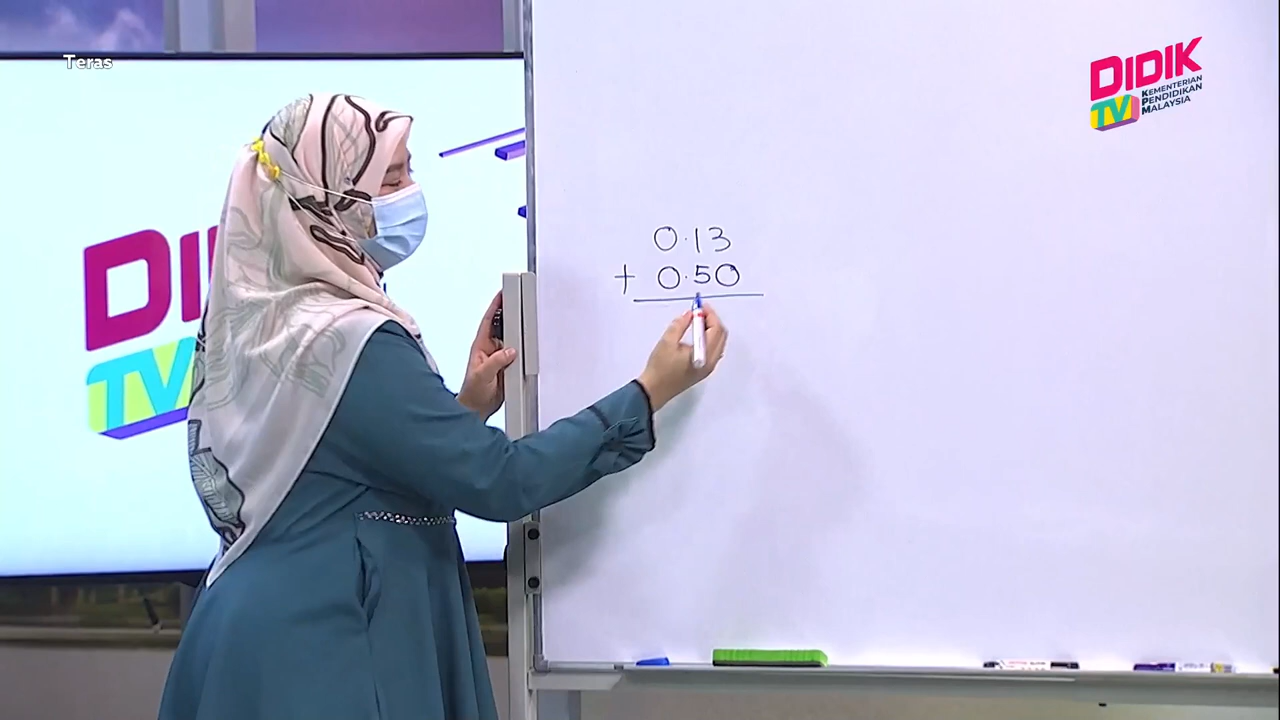 Teras
DIDIK
TV
KEMENTERIAN
PENDIDIKAN
MALAYSIA
DI
TV
0.13
+ 0.50